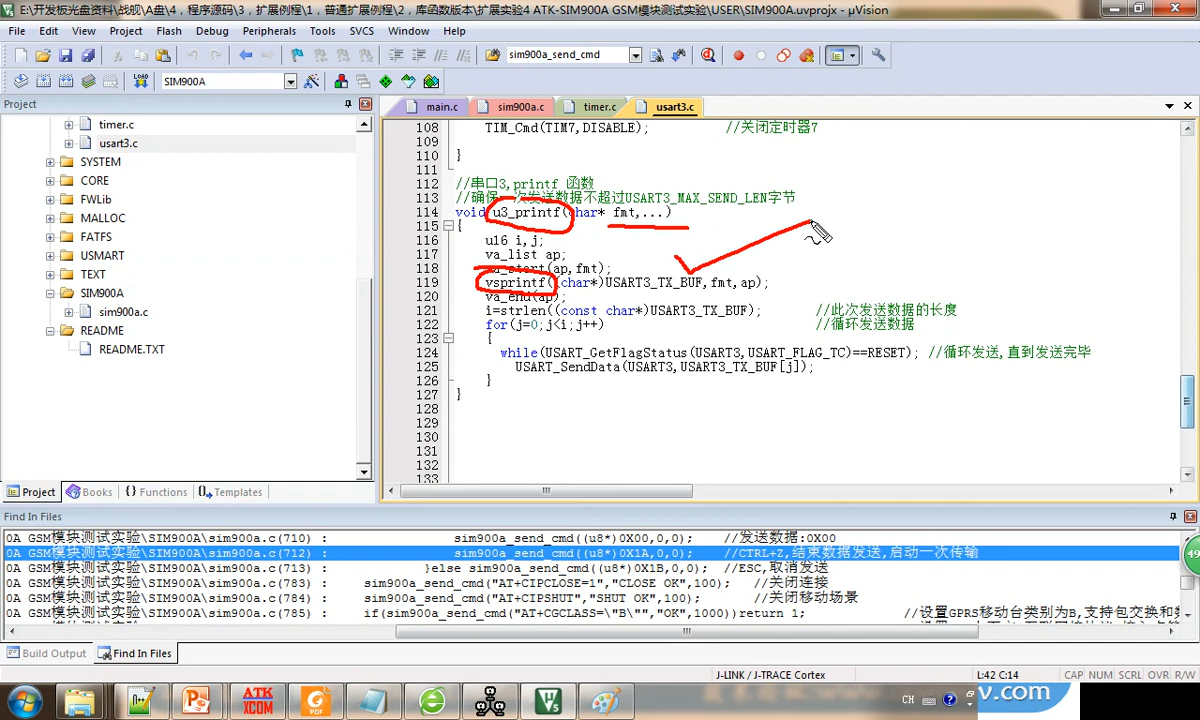 E:\开发板光盘资料\战舰\A盘\4，程序源码\3，扩展例程\1，普通扩展例程\2，库函数版本\扩展实验4 ATK-SIM900A GSM模块测试实验\USER\SIM900A.uvprojx - µVision
File Edit View Project Flash Debug Peripherals Tools SVCS Window Help
sim900a_send_cmd
SIM900A
Project
main.c sim900a.c timer.c usart3.c
timer.c
usart3.c
SYSTEM
CORE
FWLib
MALLOC
FATFS
USMART
TEXT
SIM900A
sim900a.c
README
README.TXT
108 TIM_Cmd(TIM7,DISABLE); //关闭定时器7
109
110 }
111
112 //串口3,printf 函数
113 //确保一次发送数据不超过USART3_MAX_SEND_LEN字节
114 void u3_printf(char* fmt,...)
115 {
116 u16 i,j;
117 va_list ap;
118 va_start(ap,fmt);
119 vsprintf((char*)USART3_TX_BUF,fmt,ap);
120 va_end(ap);
121 i=strlen((const char*)USART3_TX_BUF); //此次发送数据的长度
122 for(j=0;j<i;j++) //循环发送数据
123 {
124 while(USART_GetFlagStatus(USART3,USART_FLAG_TC)==RESET); //循环发送,直到发送完毕
125 USART_SendData(USART3,USART3_TX_BUF[j]);
126 }
127 }
128
129
130
131
132
133
Project Books {} Functions Templates
Find In Files
0A GSM模块测试实验\SIM900A\sim900a.c(710) : sim900a_send_cmd((u8*)0X00,0,0); //发送数据:0X00
0A GSM模块测试实验\SIM900A\sim900a.c(712) : sim900a_send_cmd((u8*)0X1A,0,0); //CTRL+Z,结束数据发送,启动一次传输
0A GSM模块测试实验\SIM900A\sim900a.c(713) : }else sim900a_send_cmd((u8*)0X1B,0,0); //ESC,取消发送
0A GSM模块测试实验\SIM900A\sim900a.c(783) : sim900a_send_cmd("AT+CIPCLOSE=1","CLOSE OK",100); //关闭连接
0A GSM模块测试实验\SIM900A\sim900a.c(784) : sim900a_send_cmd("AT+CIPSHUT","SHUT OK",100); //关闭移动场景
0A GSM模块测试实验\SIM900A\sim900a.c(785) : if(sim900a_send_cmd("AT+CGCLASS=\"B\"","OK",1000))return 1; //设置GPRS移动台类别为B,支持包交换和
Build Output Find In Files
J-LINK / J-TRACE Cortex L:42 C:14 CAP NUM SCRL OVR R/W
49
PDF
ATK
XCOM
CH
v.com